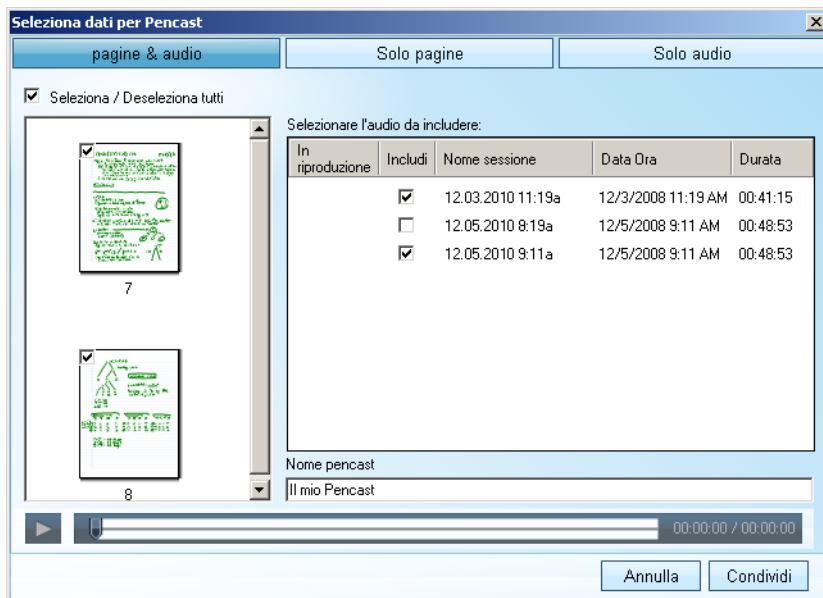 Seleziona dati per Pencast
pagine & audio Solo pagine Solo audio
Seleziona / Deseleziona tutti
Selezionare l'audio da includere:
In riproduzione Includi Nome sessione Data Ora Durata
12.03.2010 11:19a 12/3/2008 11:19 AM 00:41:15
12.05.2010 8:19a 12/5/2008 9:11 AM 00:48:53
12.05.2010 9:11a 12/5/2008 9:11 AM 00:48:53
7
8
Nome pencast
Il mio Pencast
00:00:00 / 00:00:00
Annulla Condividi